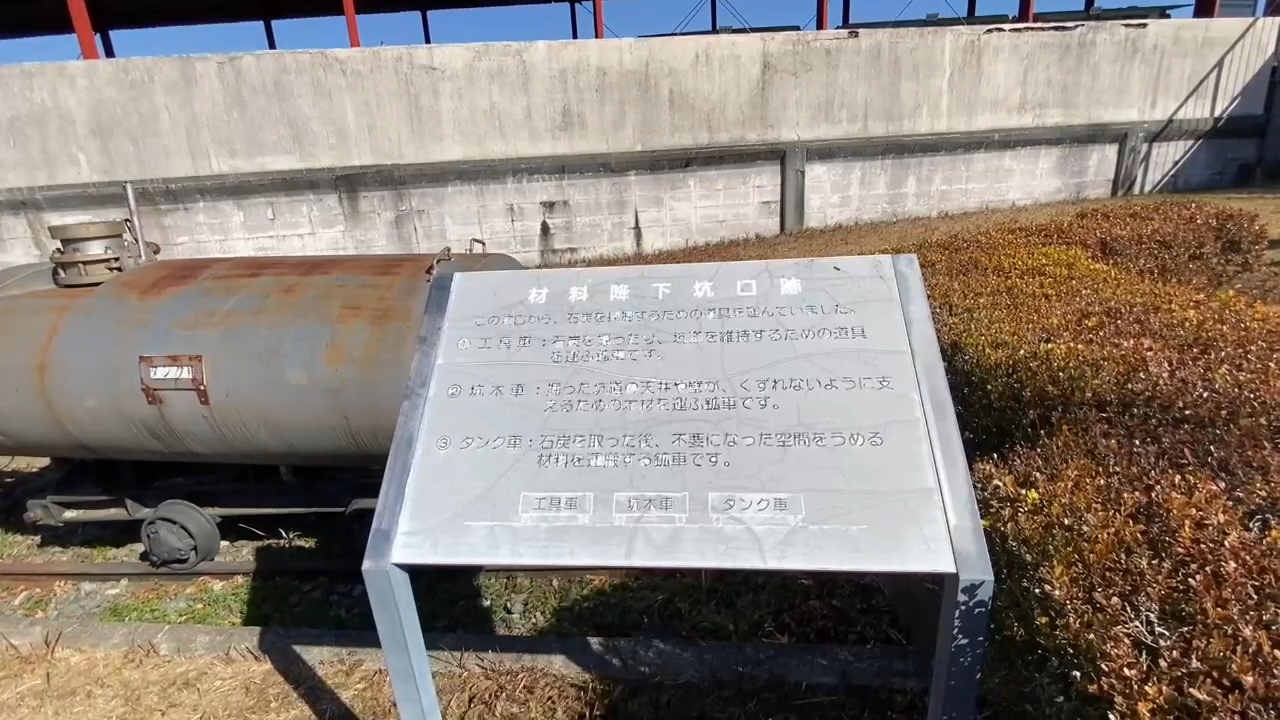 材料降下坑口跡
この坑口から、石炭を採掘するための道具を運んでいました。
① 工具車：石炭を掘ったり、坑道を維持するための道具
を運ぶ鉱車です。
② 坑木車：掘った坑道の天井や壁が、くずれないように支
えるための木材を運ぶ鉱車です。
③ タンク車：石炭を取った後、不要になった空間をうめる
材料を運搬する鉱車です。
工具車 坑木車 タンク車
タンク車